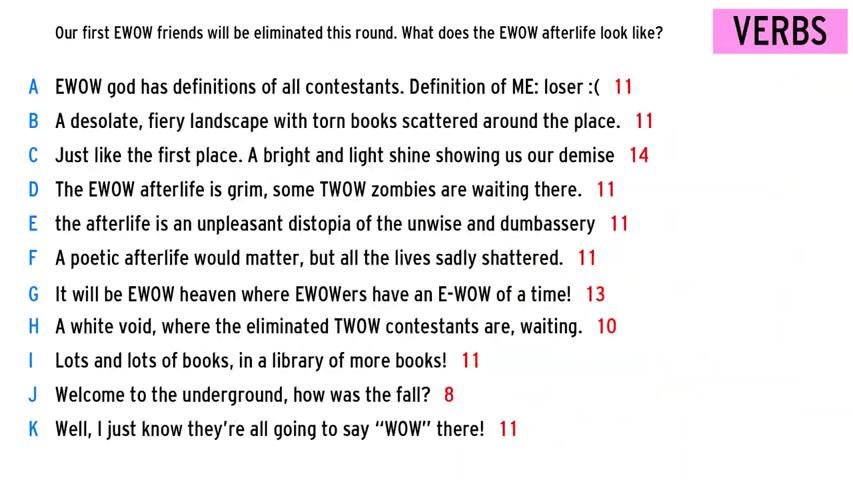 Our first EWOW friends will be eliminated this round. What does the EWOW afterlife look like?
VERBS
A EWOW god has definitions of all contestants. Definition of ME: loser :( 11
B A desolate, fiery landscape with torn books scattered around the place. 11
C Just like the first place. A bright and light shine showing us our demise 14
D The EWOW afterlife is grim, some TWOW zombies are waiting there. 11
E the afterlife is an unpleasant distopia of the unwise and dumbassery 11
F A poetic afterlife would matter, but all the lives sadly shattered. 11
G It will be EWOW heaven where EWOWers have an E-WOW of a time! 13
H A white void, where the eliminated TWOW contestants are, waiting. 10
I Lots and lots of books, in a library of more books! 11
J Welcome to the underground, how was the fall? 8
K Well, I just know they're all going to say "WOW" there! 11